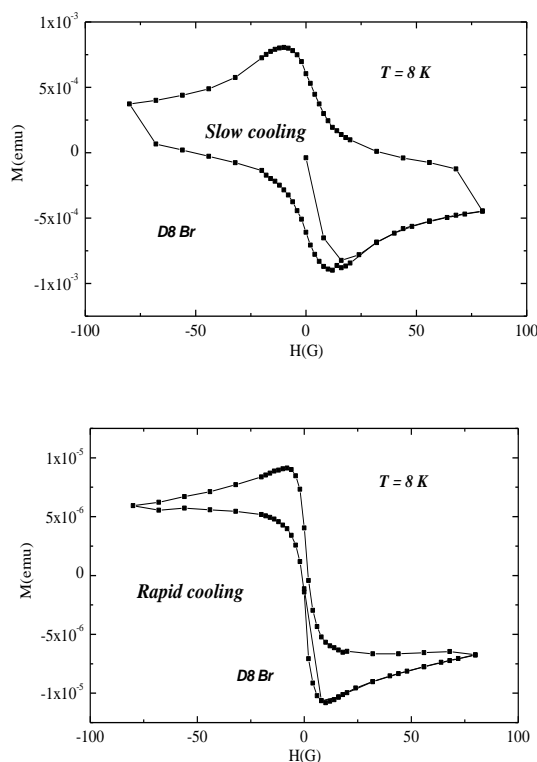 1x10⁻³
5x10⁻⁴
0
-5x10⁻⁴
-1x10⁻³
M(emu)
T = 8 K
Slow cooling
D8 Br
-100 -50 0 50 100
H(G)
1x10⁻⁵
5x10⁻⁶
0
-5x10⁻⁶
-1x10⁻⁵
M(emu)
T = 8 K
Rapid cooling
D8 Br
-100 -50 0 50 100
H(G)